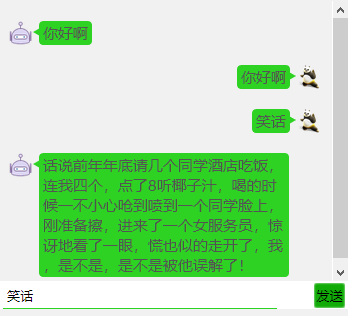 你好啊
你好啊
笑话
话说前年年底请几个同学酒店吃饭，
连我四个，点了8听椰子汁，喝的时
候一不小心呛到喷到一个同学脸上，
刚准备擦，进来了一个女服务员，惊
讶地看了一眼，慌也似的走开了，我
，是不是，是不是被他误解了！
笑话
发送